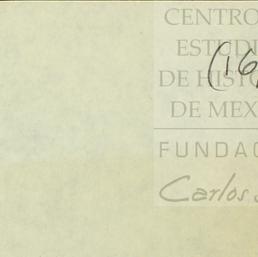 CENTRO
ESTUDI
DE HISTO
DE MEX
(16
FUNDAC
Carlos S